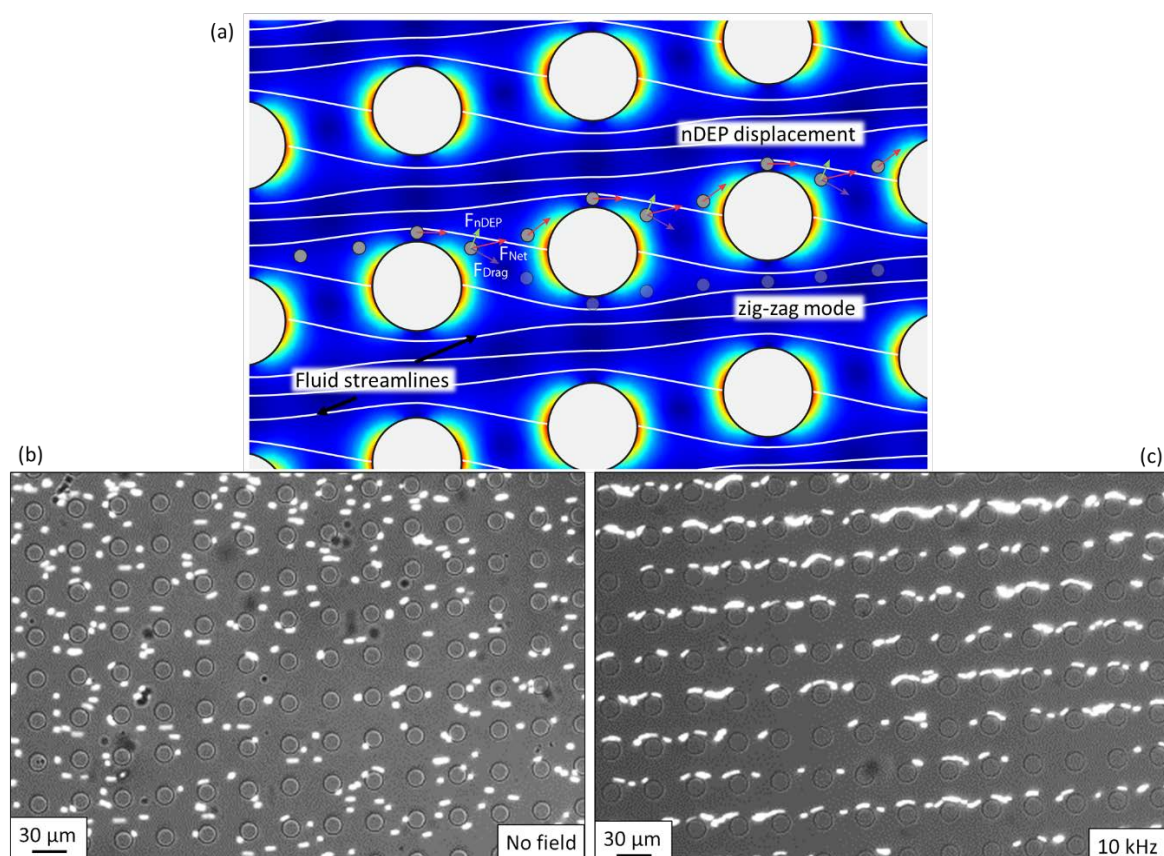 (a)
nDEP displacement
FnDEP
FNet
FDrag
zig-zag mode
Fluid streamlines
(b)
(c)
30 µm
No field
30 µm
10 kHz